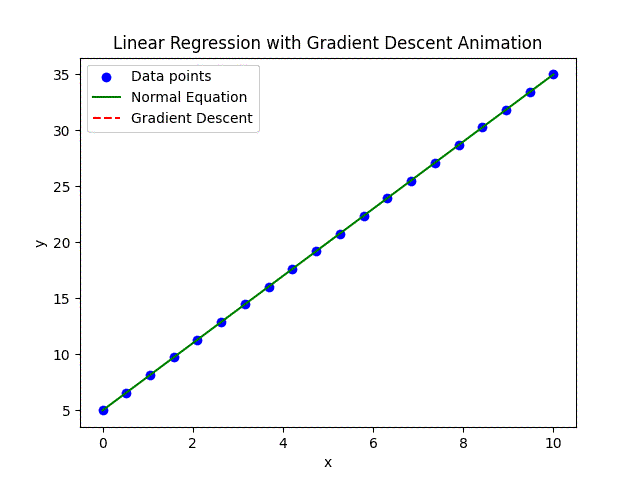 Linear Regression with Gradient Descent Animation
Data points
Normal Equation
Gradient Descent
35
30
25
20
15
10
5
y
0 2 4 6 8 10
x